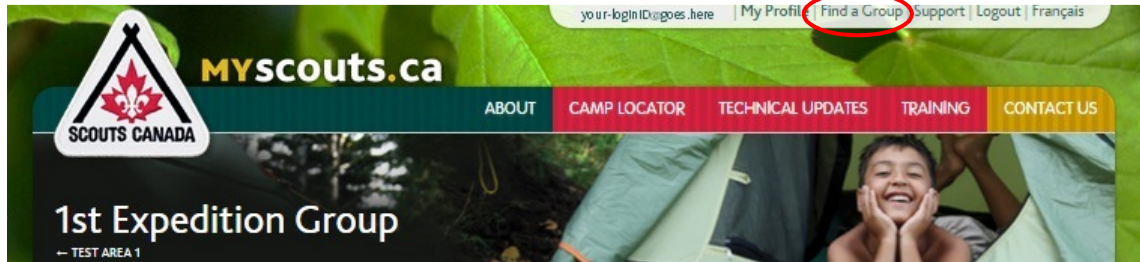 your-loginID@goes.here | My Profile | Find a Group | Support | Logout | Français
MYscouts.ca
ABOUT CAMP LOCATOR TECHNICAL UPDATES TRAINING CONTACT US
SCOUTS CANADA
1st Expedition Group
← TEST AREA 1